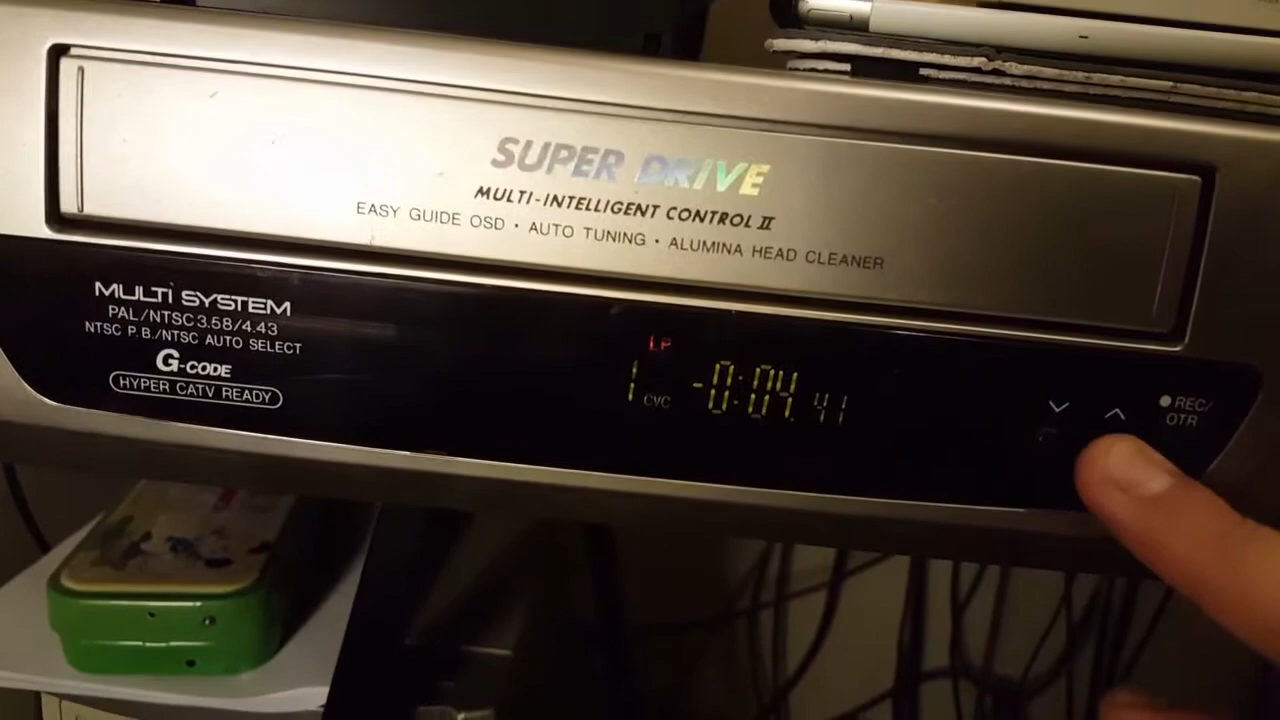 SUPER DRIVE
MULTI-INTELLIGENT CONTROL II
EASY GUIDE OSD · AUTO TUNING · ALUMINA HEAD CLEANER
MULTI SYSTEM
PAL/NTSC 3.58/4.43
NTSC P.B./NTSC AUTO SELECT
G-CODE
HYPER CATV READY
LP
1 CVC -0:04.41
REC/
OTR